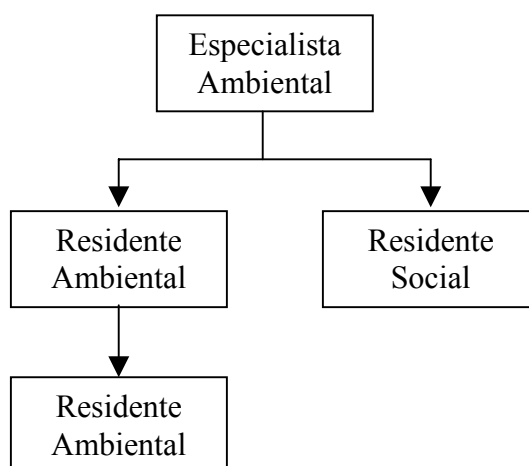 Especialista
Ambiental
Residente
Ambiental
Residente
Social
Residente
Ambiental